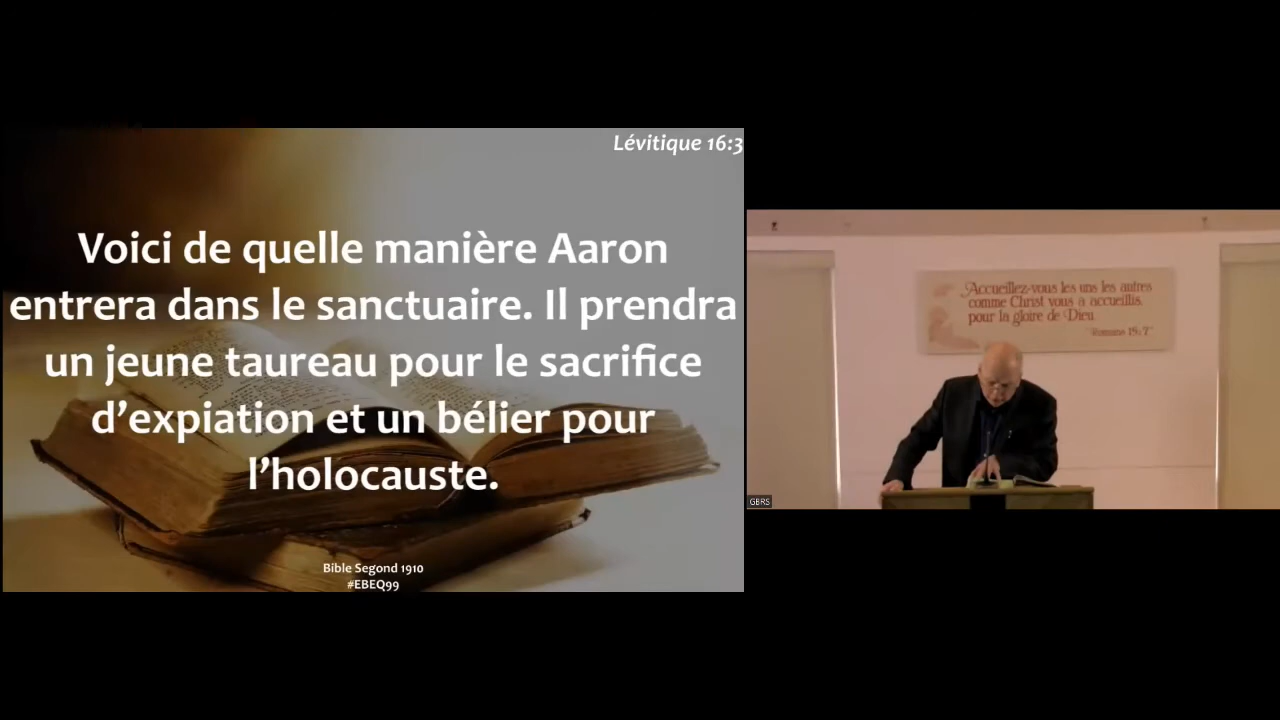 Lévitique 16:3
Voici de quelle manière Aaron
entrera dans le sanctuaire. Il prendra
un jeune taureau pour le sacrifice
d’expiation et un bélier pour
l’holocauste.
Bible Segond 1910
#EBEQ99
Accueillez-vous les uns les autres
comme Christ vous a accueillis,
pour la gloire de Dieu
Romains 15:7
GBRS